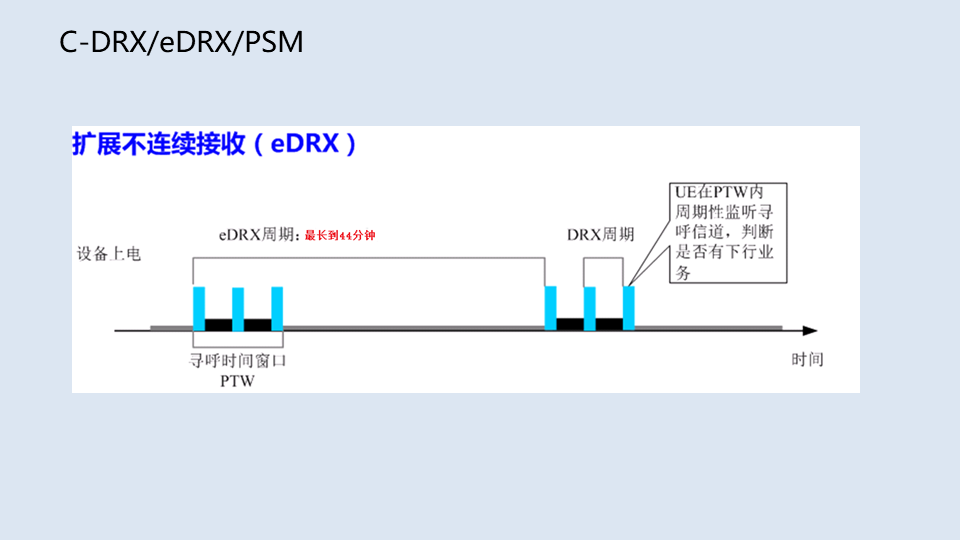 C-DRX/eDRX/PSM
扩展不连续接收（eDRX）
UE在PTW内
周期性监听寻
呼信道，判断
是否有下行业
务
eDRX周期：最长到44分钟
DRX周期
设备上电
寻呼时间窗口
PTW
时间